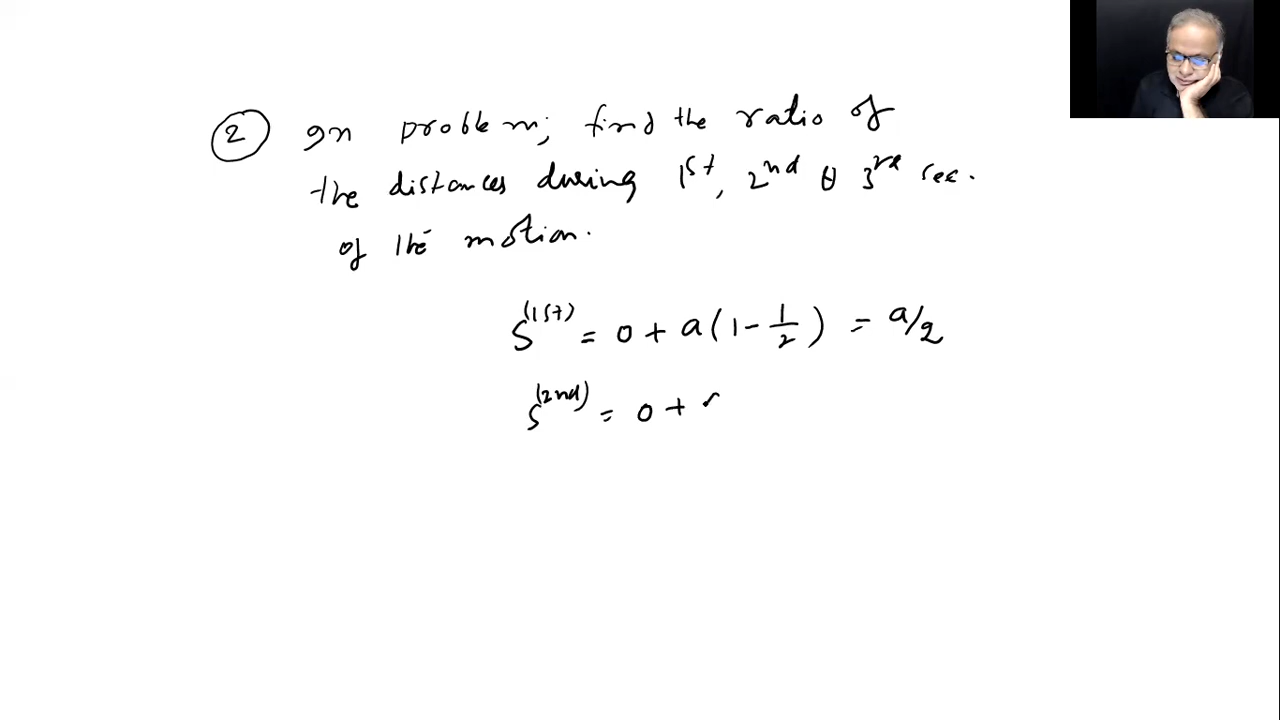 ② In problem; find the ratio of
the distances during 1st, 2nd & 3rd sec.
of the motion.
S^(1st) = 0 + a(1 - 1/2) = a/2
S^(2nd) = 0 +